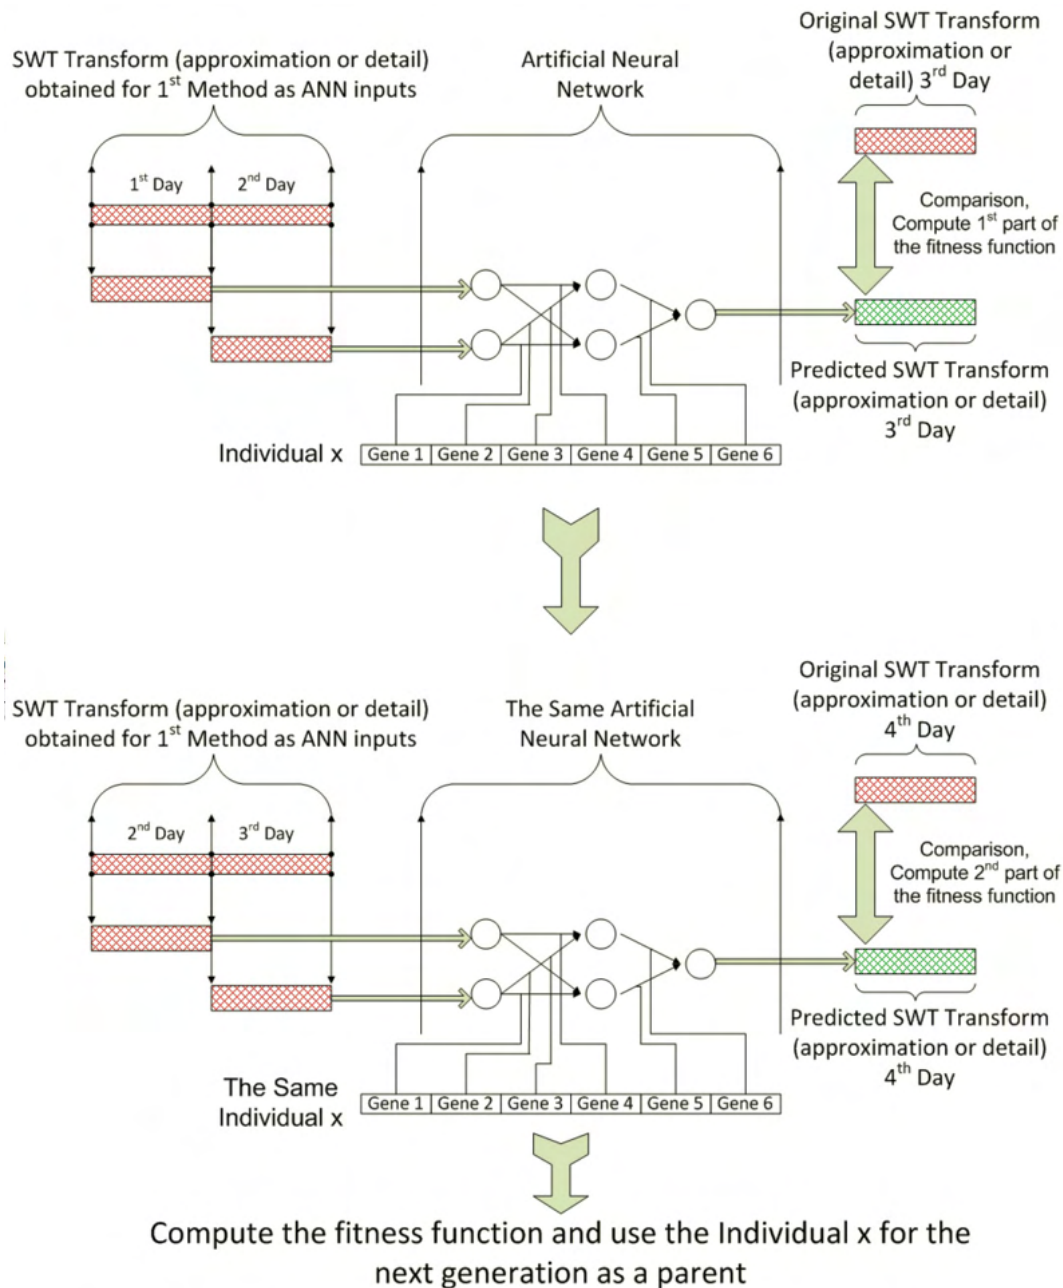 SWT Transform (approximation or detail)
obtained for 1st Method as ANN inputs
Artificial Neural
Network
Original SWT Transform
(approximation or
detail) 3rd Day
1st Day
2nd Day
Comparison,
Compute 1st part of
the fitness function
Predicted SWT Transform
(approximation or detail)
3rd Day
Individual x
Gene 1 Gene 2 Gene 3 Gene 4 Gene 5 Gene 6
SWT Transform (approximation or detail)
obtained for 1st Method as ANN inputs
The Same Artificial
Neural Network
Original SWT Transform
(approximation or detail)
4th Day
2nd Day
3rd Day
Comparison,
Compute 2nd part of
the fitness function
Predicted SWT Transform
(approximation or detail)
4th Day
The Same
Individual x
Gene 1 Gene 2 Gene 3 Gene 4 Gene 5 Gene 6
Compute the fitness function and use the Individual x for the
next generation as a parent